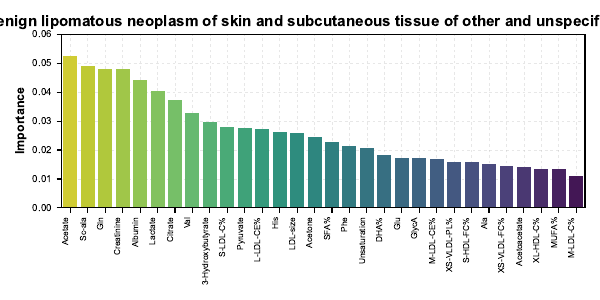 enign lipomatous neoplasm of skin and subcutaneous tissue of other and unspecif
0.06
0.05
0.04
0.03
0.02
0.01
0.00
Importance
Acetate
So-ala
Gln
Creatinine
Albumin
Lactate
Citrate
Val
3-Hydroxybutyrate
S-LDL-C%
Pyruvate
L-LDL-CE%
His
LDL-size
Acetone
SFA%
Phe
Unsaturation
DHA%
Glu
GlycA
M-LDL-CE%
XS-VLDL-PL%
S-HDL-FC%
Ala
XS-VLDL-FC%
Acetoacetate
XL-HDL-C%
MUFA%
M-LDL-C%